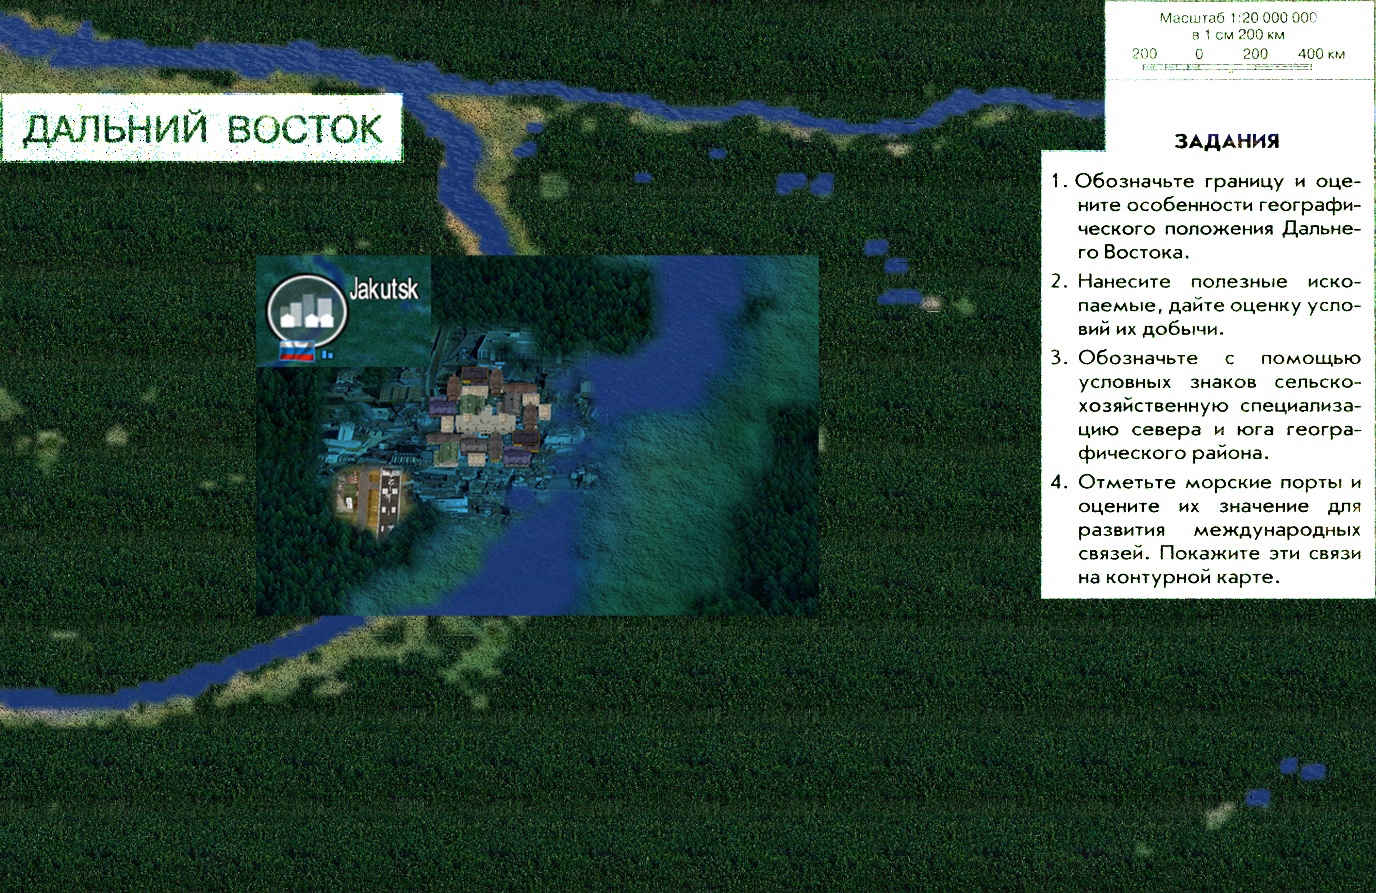 Масштаб 1:20 000 000
в 1 см 200 км
200 0 200 400 км
ДАЛЬНИЙ ВОСТОК
ЗАДАНИЯ
1. Обозначьте границу и оце-
ните особенности географи-
ческого положения Дальне-
го Востока.
2. Нанесите полезные иско-
паемые, дайте оценку усло-
вий их добычи.
3. Обозначьте с помощью
условных знаков сельско-
хозяйственную специализа-
цию севера и юга геогра-
фического района.
4. Отметьте морские порты и
оцените их значение для
развития международных
связей. Покажите эти связи
на контурной карте.
Jakutsk